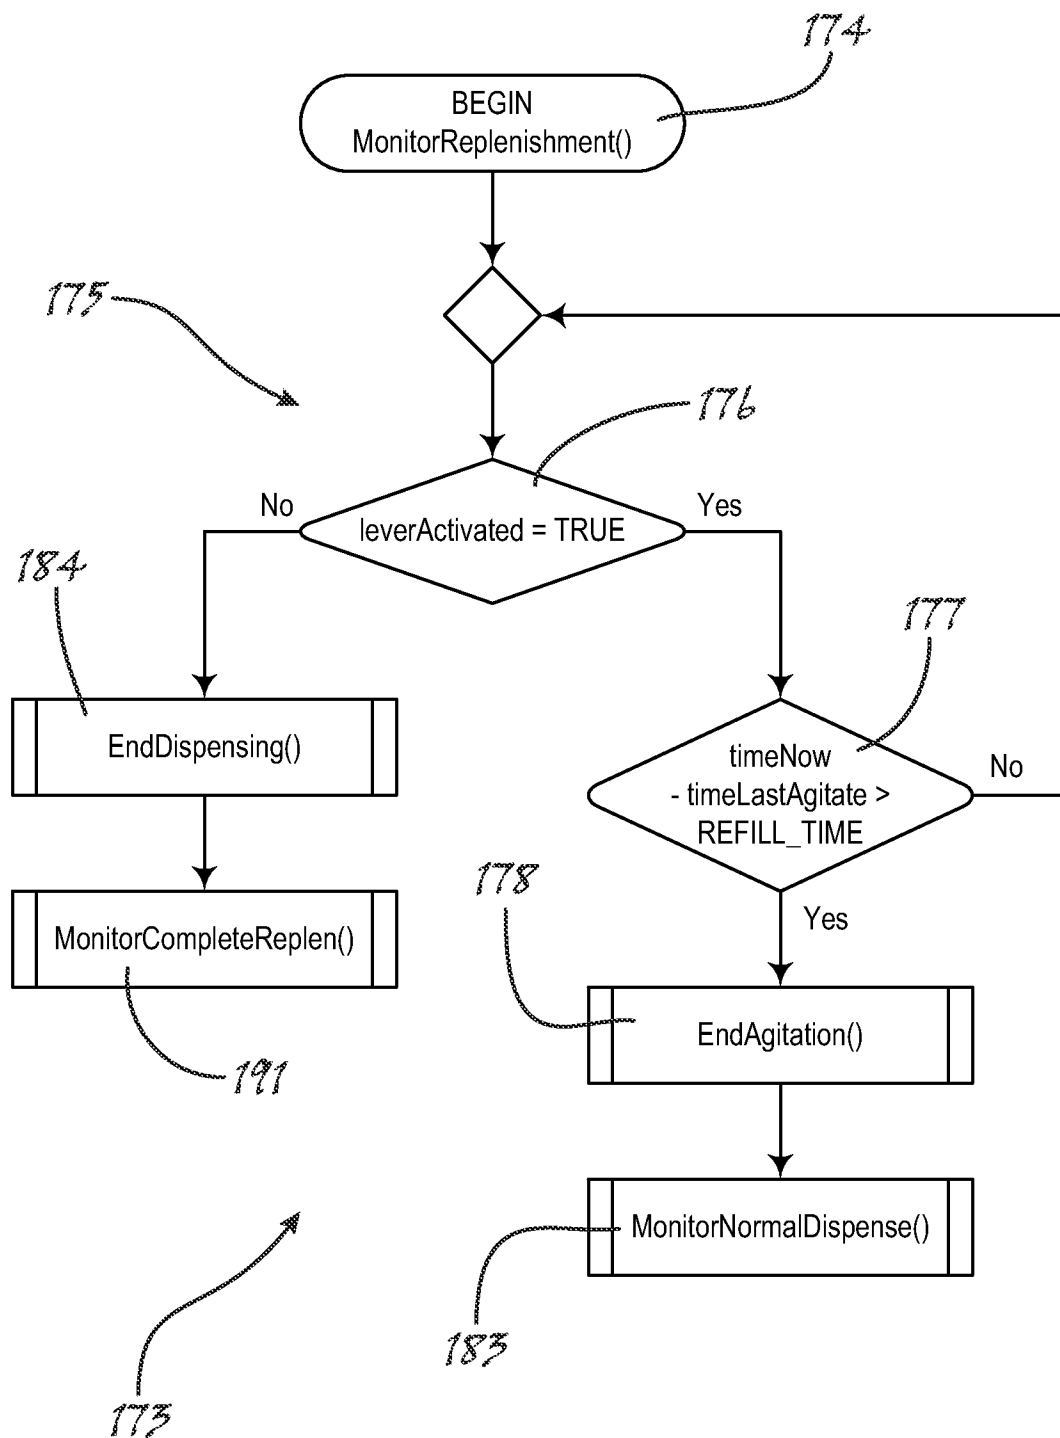 174
BEGIN
MonitorReplenishment()
175
176
No
leverActivated = TRUE
Yes
184
177
EndDispensing()
timeNow
- timeLastAgitate >
REFILL_TIME
No
178
Yes
MonitorCompleteReplen()
EndAgitation()
191
MonitorNormalDispense()
183
173